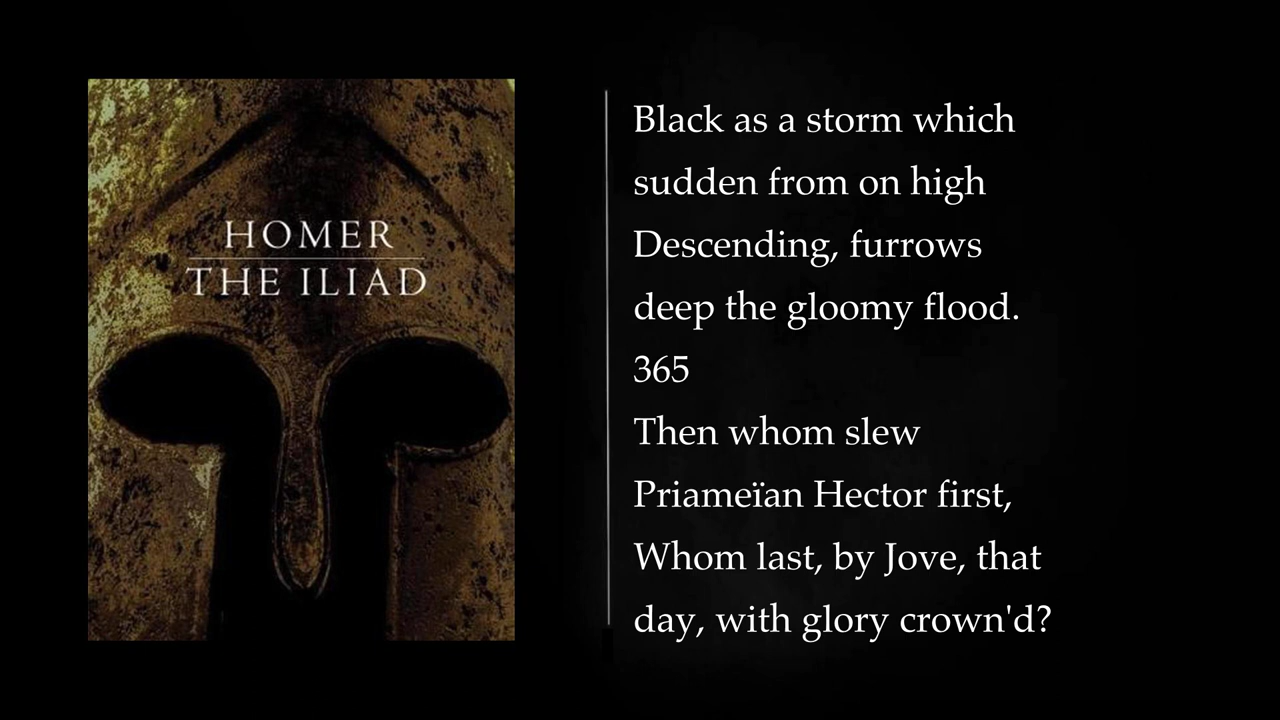 HOMER
THE ILIAD
Black as a storm which
sudden from on high
Descending, furrows
deep the gloomy flood.
365
Then whom slew
Priameïan Hector first,
Whom last, by Jove, that
day, with glory crown'd?